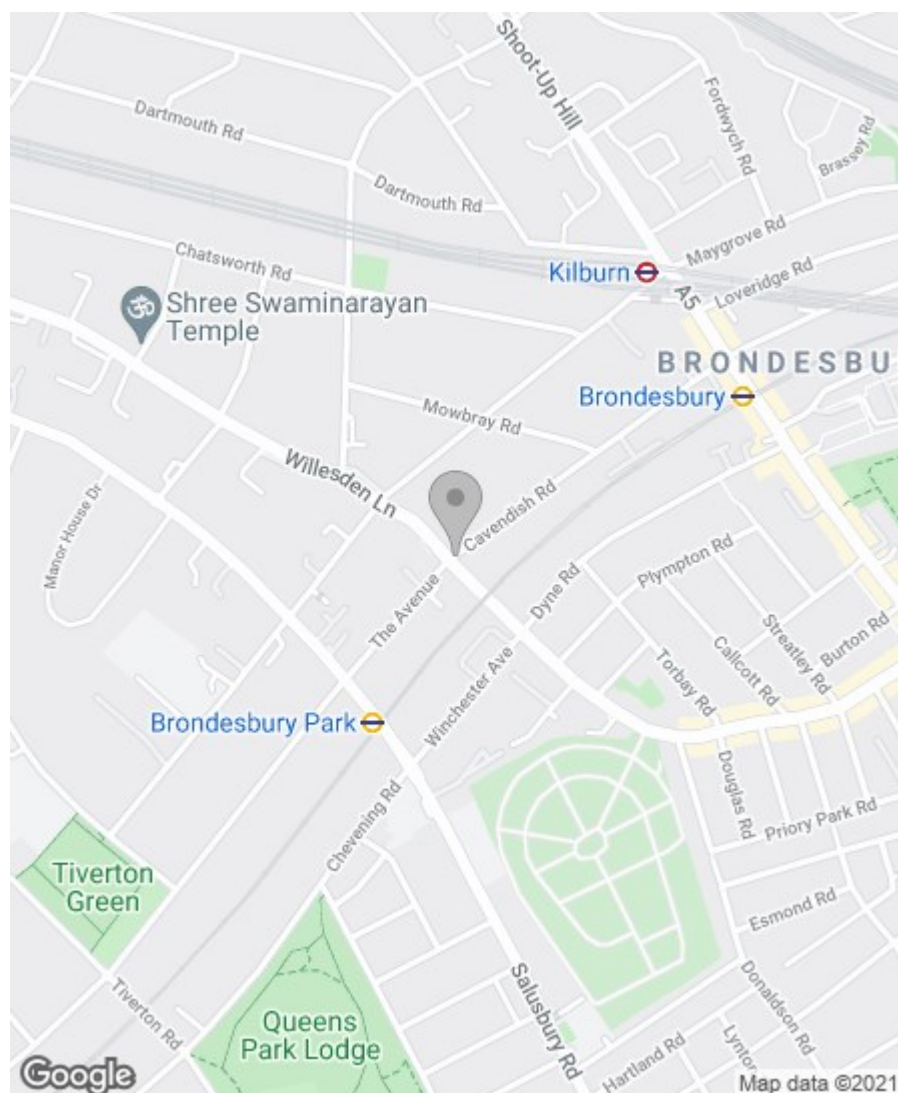 Shoot-Up Hill
Fordwych Rd
Brassey Rd
Dartmouth Rd
Dartmouth Rd
Maygrove Rd
Chatsworth Rd
Kilburn
A5
Loveridge Rd
Shree Swaminarayan
Temple
BRONDESBU
Brondesbury
Mowbray Rd
Willesden Ln
Cavendish Rd
Manor House Dr
Plympton Rd
Dyne Rd
The Avenue
Streatley Rd
Callcott Rd
Burton Rd
Torbay Rd
Winchester Ave
Brondesbury Park
Douglas Rd
Chevening Rd
Priory Park Rd
Tiverton
Green
Esmond Rd
Tiverton Rd
Salusbury Rd
Donaldson Rd
Queens
Park Lodge
Lynton
Hartland Rd
Google
Map data ©2021